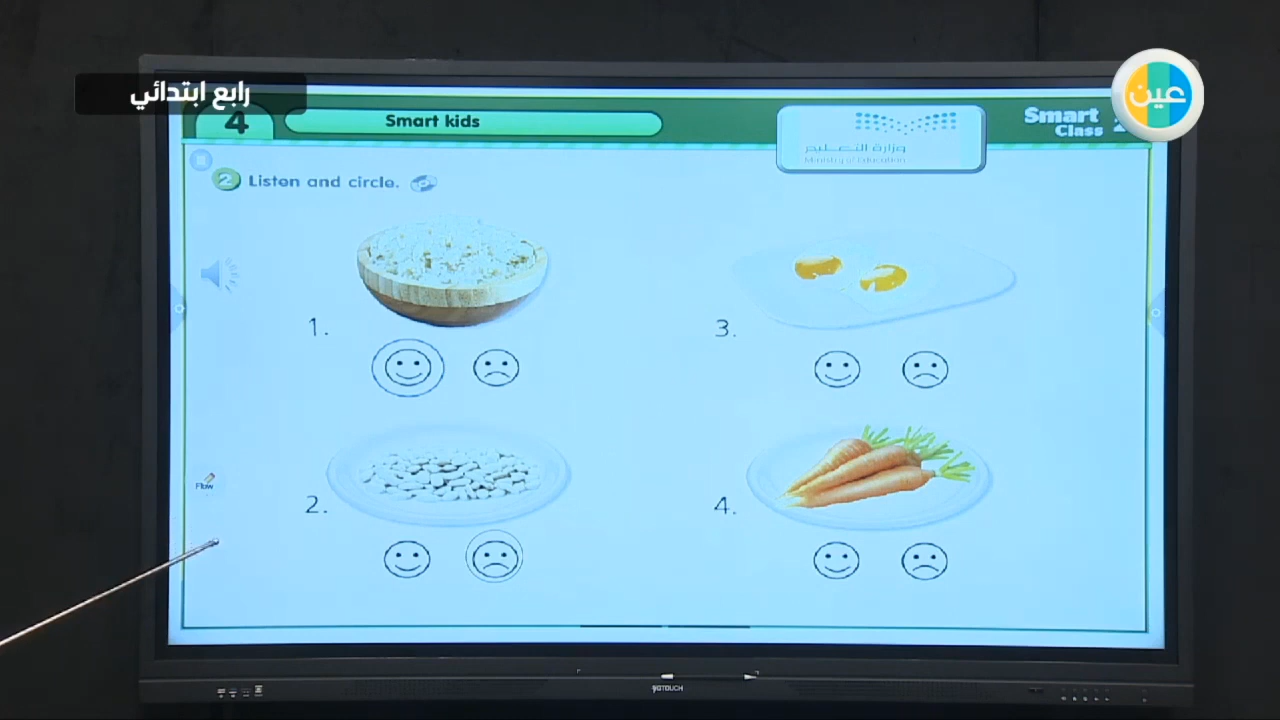 رابع ابتدائي
عين
4
Smart kids
وزارة التعليم
Ministry of Education
Smart
Class
2 Listen and circle.
1.
3.
2.
4.
Flow